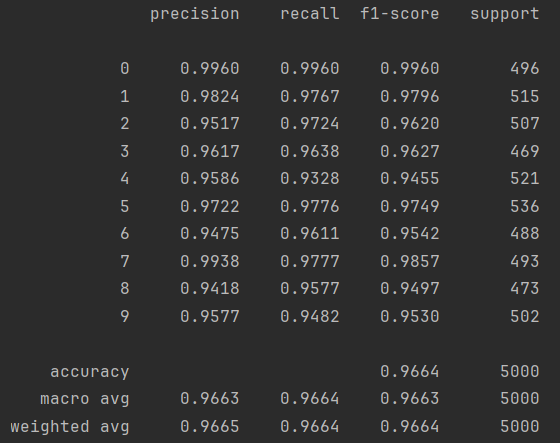 precision recall f1-score support
0 0.9960 0.9960 0.9960 496
1 0.9824 0.9767 0.9796 515
2 0.9517 0.9724 0.9620 507
3 0.9617 0.9638 0.9627 469
4 0.9586 0.9328 0.9455 521
5 0.9722 0.9776 0.9749 536
6 0.9475 0.9611 0.9542 488
7 0.9938 0.9777 0.9857 493
8 0.9418 0.9577 0.9497 473
9 0.9577 0.9482 0.9530 502
accuracy 0.9664 5000
macro avg 0.9663 0.9664 0.9663 5000
weighted avg 0.9665 0.9664 0.9664 5000